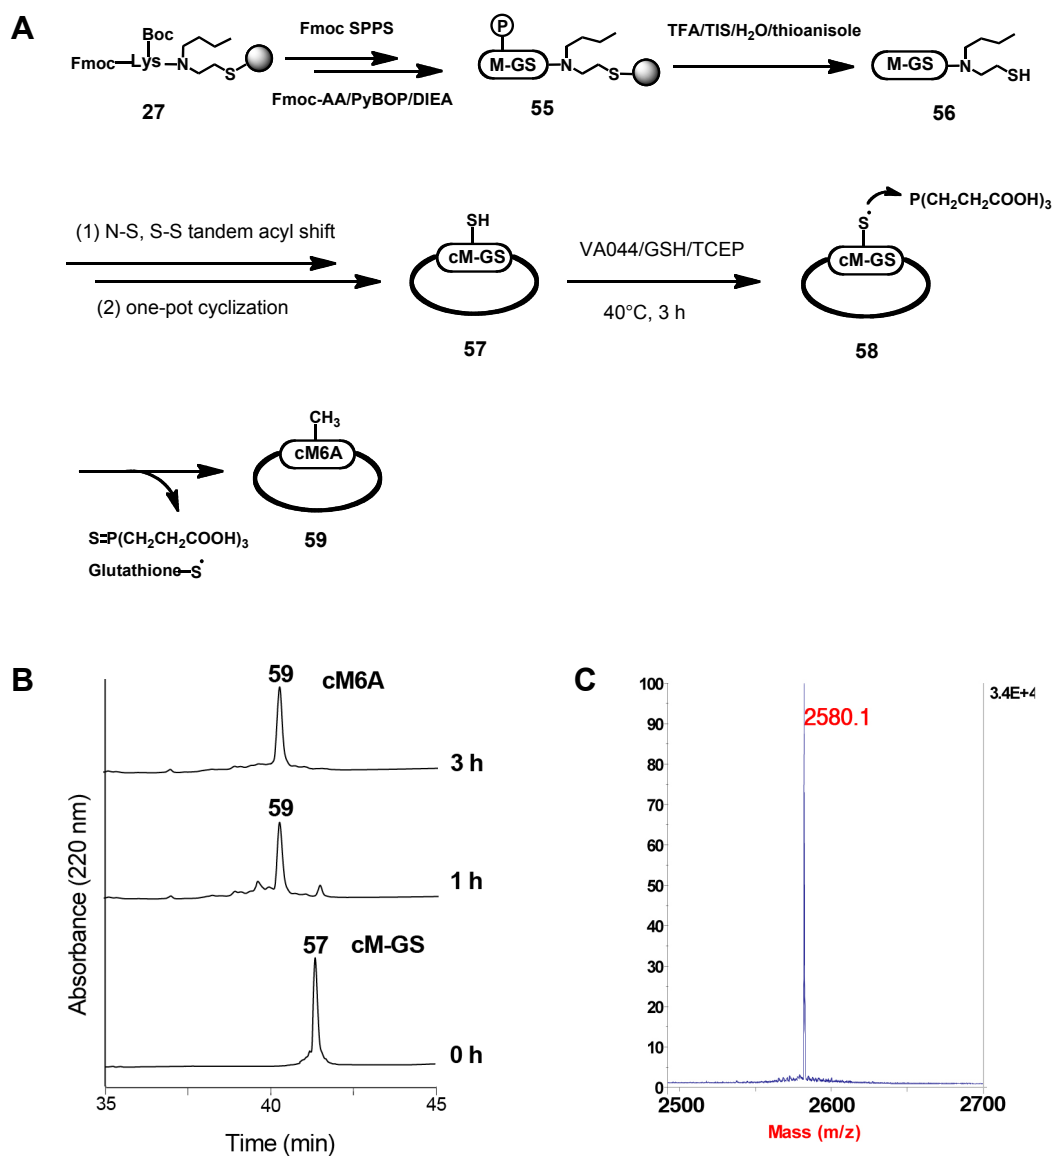 A
Boc
Fmoc-Lys-N
S
27
Fmoc SPPS
Fmoc-AA/PyBOP/DIEA
P
M-GS
N
S
55
TFA/TIS/H2O/thioanisole
M-GS
N
SH
56
(1) N-S, S-S tandem acyl shift
(2) one-pot cyclization
SH
cM-GS
57
VA044/GSH/TCEP
40°C, 3 h
S•
P(CH2CH2COOH)3
cM-GS
58
S=P(CH2CH2COOH)3
Glutathione-S•
CH3
cM6A
59
B
59 cM6A
3 h
59
1 h
57 cM-GS
0 h
Absorbance (220 nm)
35 40 45
Time (min)
C
100
90
80
70
60
50
40
30
20
10
0
2580.1
3.4E+4
2500 2600 2700
Mass (m/z)